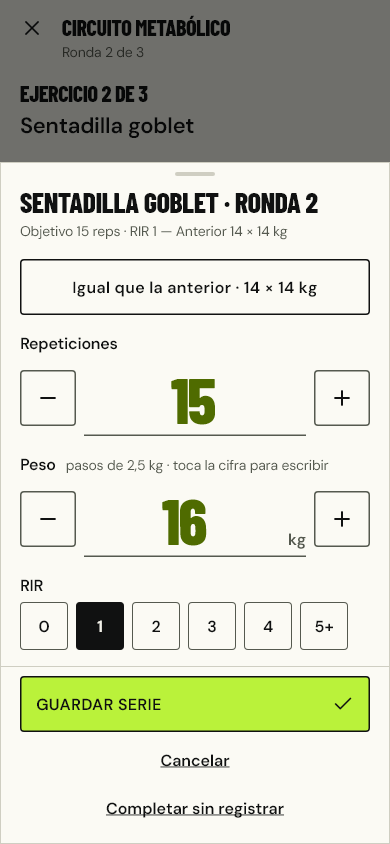 CIRCUITO METABÓLICO
Ronda 2 de 3
EJERCICIO 2 DE 3
Sentadilla goblet
SENTADILLA GOBLET · RONDA 2
Objetivo 15 reps · RIR 1 — Anterior 14 × 14 kg
Igual que la anterior · 14 × 14 kg
Repeticiones
− 15 +
Peso pasos de 2,5 kg · toca la cifra para escribir
− 16 kg +
RIR
0 1 2 3 4 5+
GUARDAR SERIE
Cancelar
Completar sin registrar